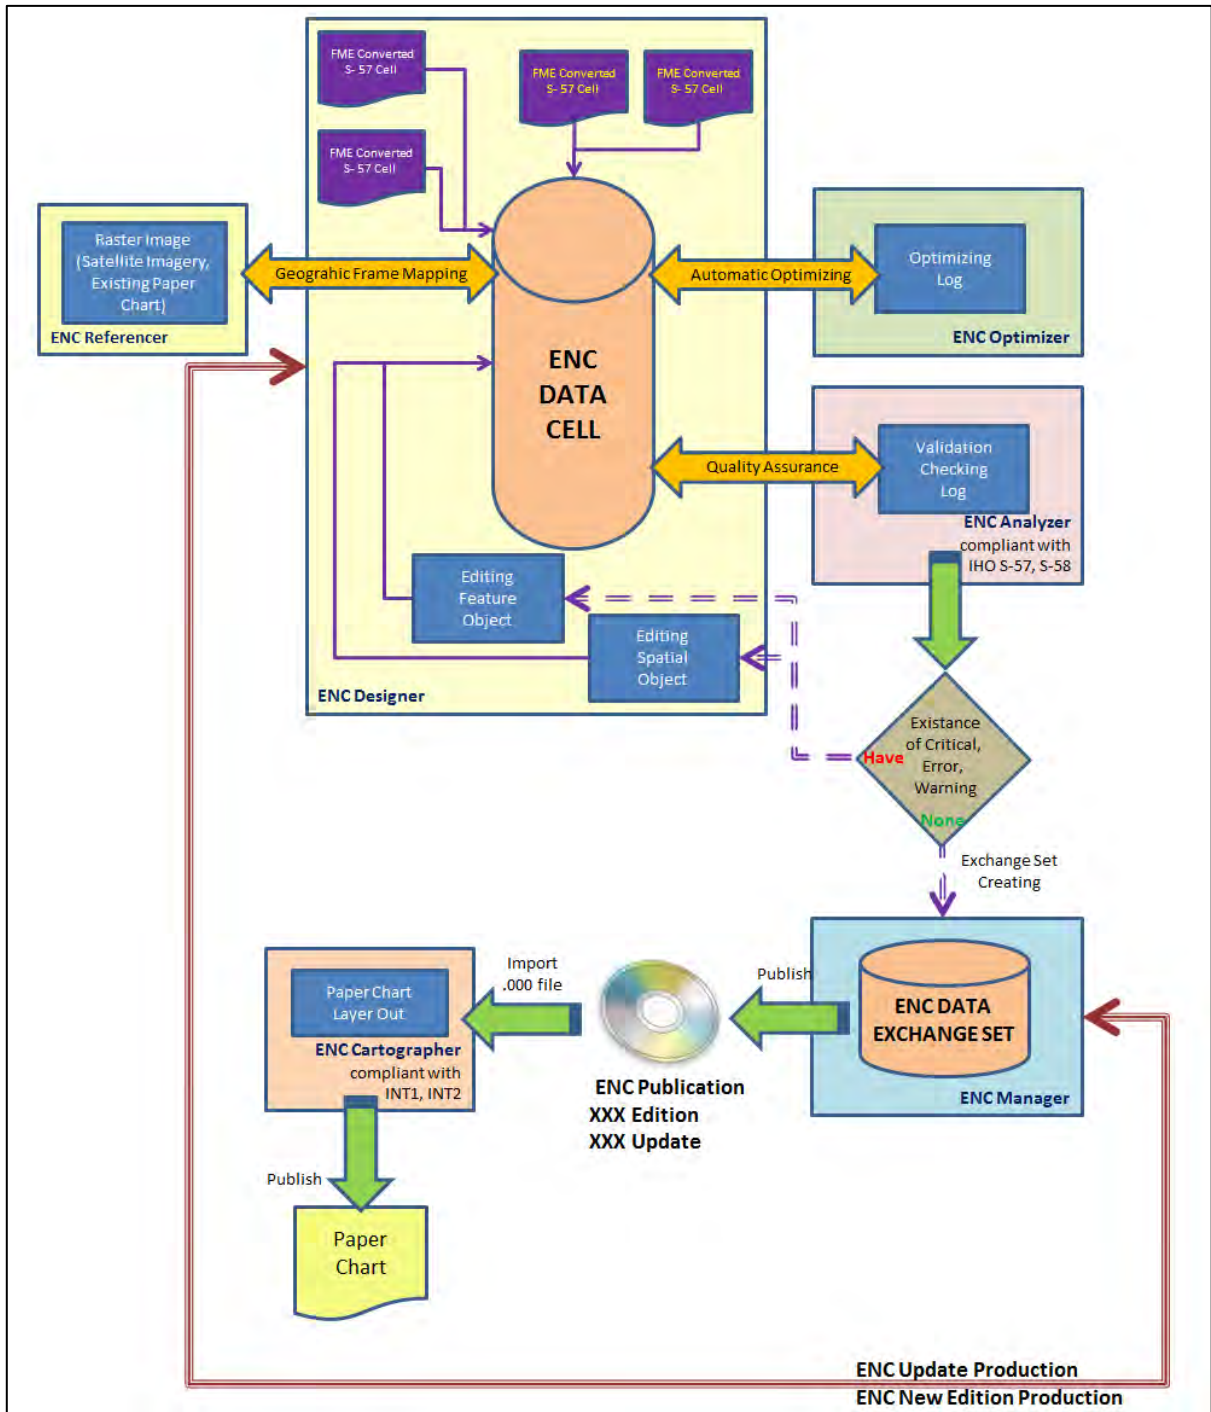 FME Converted
S- 57 Cell
FME Converted
S- 57 Cell
FME Converted
S- 57 Cell
FME Converted
S- 57 Cell
Raster Image
(Satellite Imagery,
Existing Paper
Chart)
ENC Referencer
Geograhic Frame Mapping
Automatic Optimizing
Optimizing
Log
ENC Optimizer
ENC
DATA
CELL
Quality Assurance
Validation
Checking
Log
ENC Analyzer
compliant with
IHO S-57, S-58
Editing
Feature
Object
Editing
Spatial
Object
ENC Designer
Existance
of Critical,
Have
Error,
Warning
None
Exchange Set
Creating
ENC DATA
EXCHANGE SET
ENC Manager
Publish
Import
.000 file
ENC Publication
XXX Edition
XXX Update
Paper Chart
Layer Out
ENC Cartographer
compliant with
INT1, INT2
Publish
Paper
Chart
ENC Update Production
ENC New Edition Production